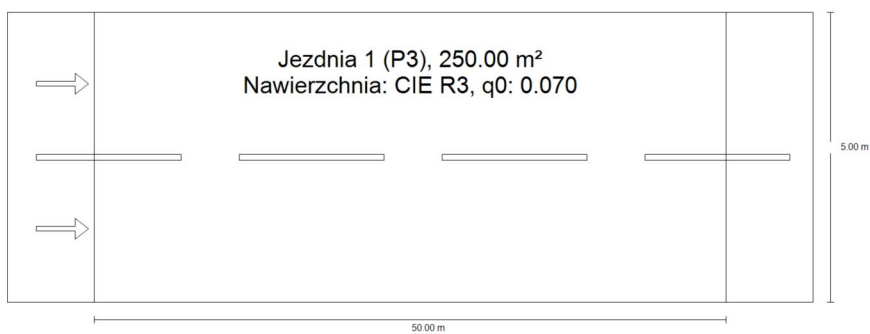 Jezdnia 1 (P3), 250.00 m²
Nawierzchnia: CIE R3, q0: 0.070
5.00 m
50.00 m